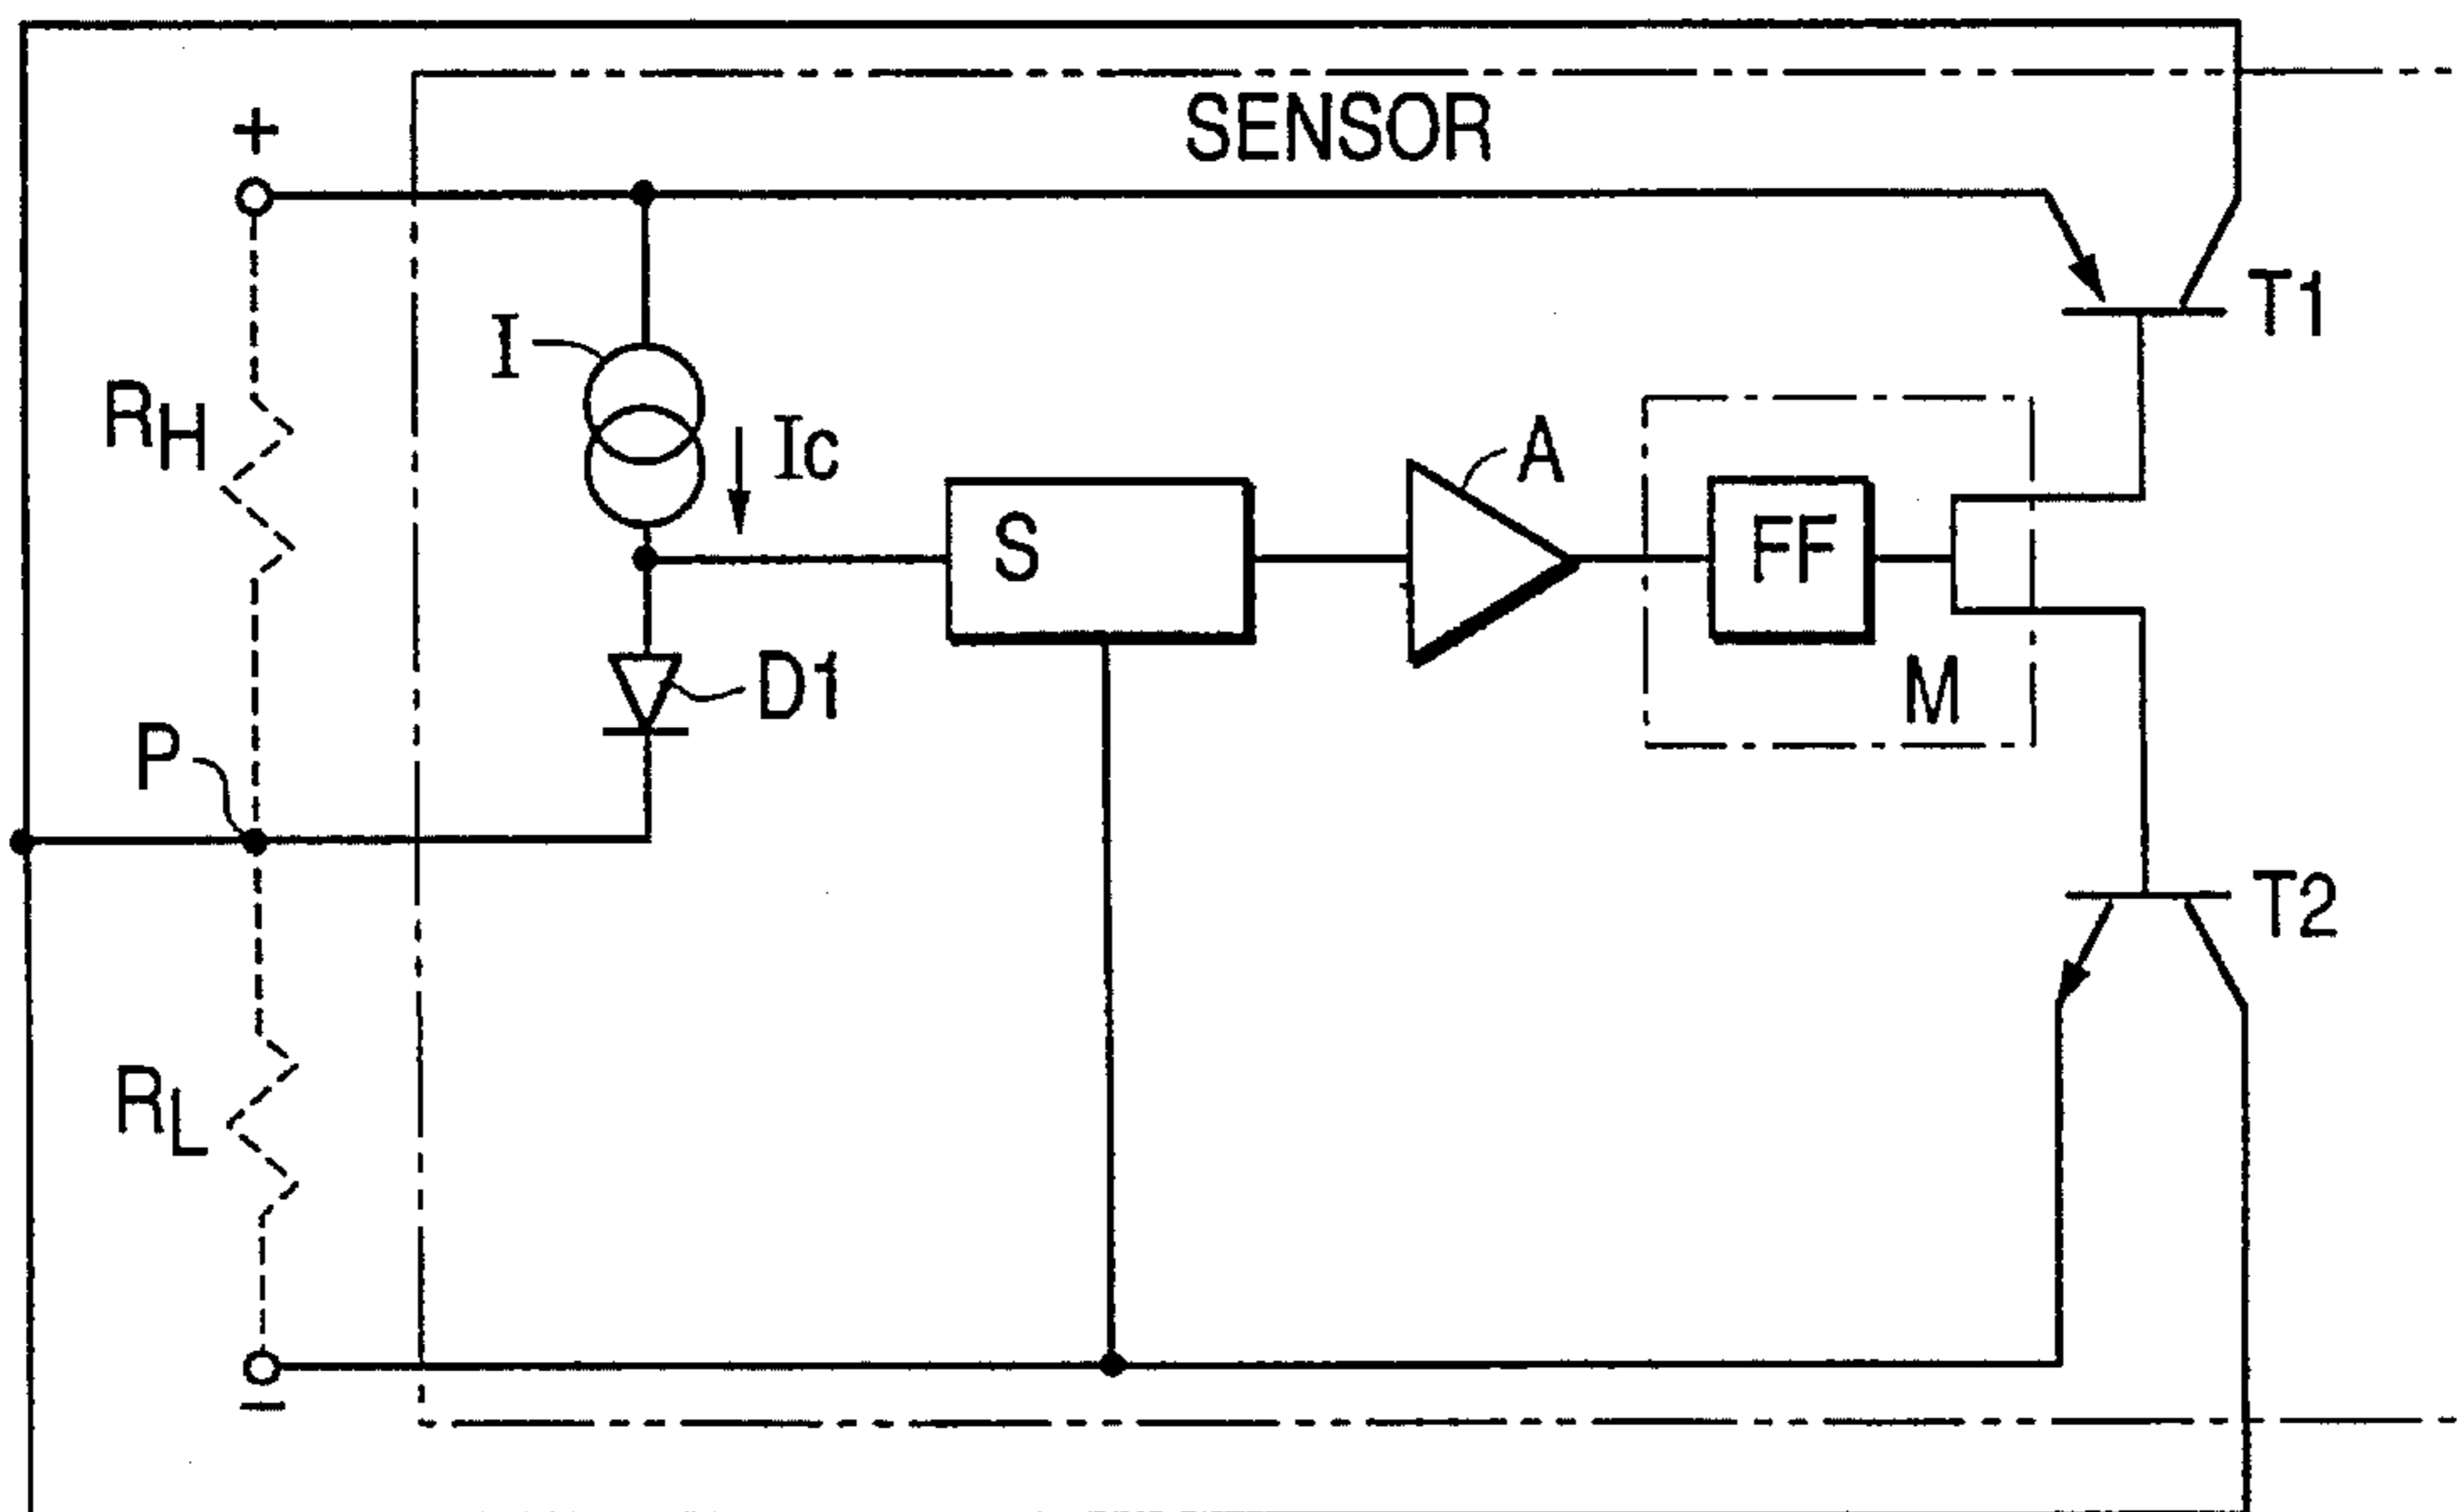 SENSOR
+
T1
I
RH
Ic
A
S
FF
M
D1
P
T2
RL
−